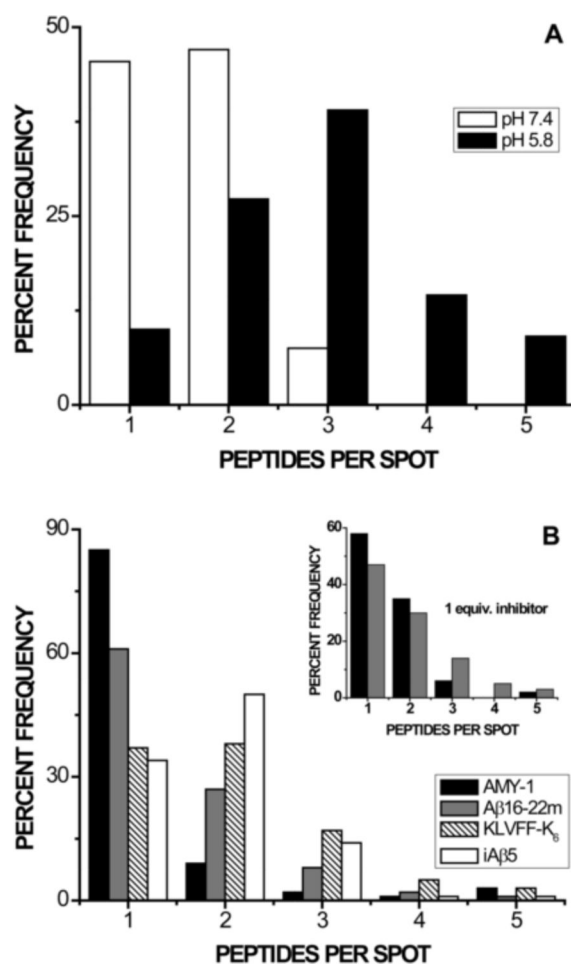 A
50
25
0
PERCENT FREQUENCY
pH 7.4
pH 5.8
1 2 3 4 5
PEPTIDES PER SPOT
B
90
60
30
0
PERCENT FREQUENCY
60
40
20
0
PERCENT FREQUENCY
1 equiv. inhibitor
1 2 3 4 5
PEPTIDES PER SPOT
AMY-1
Aβ16-22m
KLVFF-K₆
iAβ5
1 2 3 4 5
PEPTIDES PER SPOT